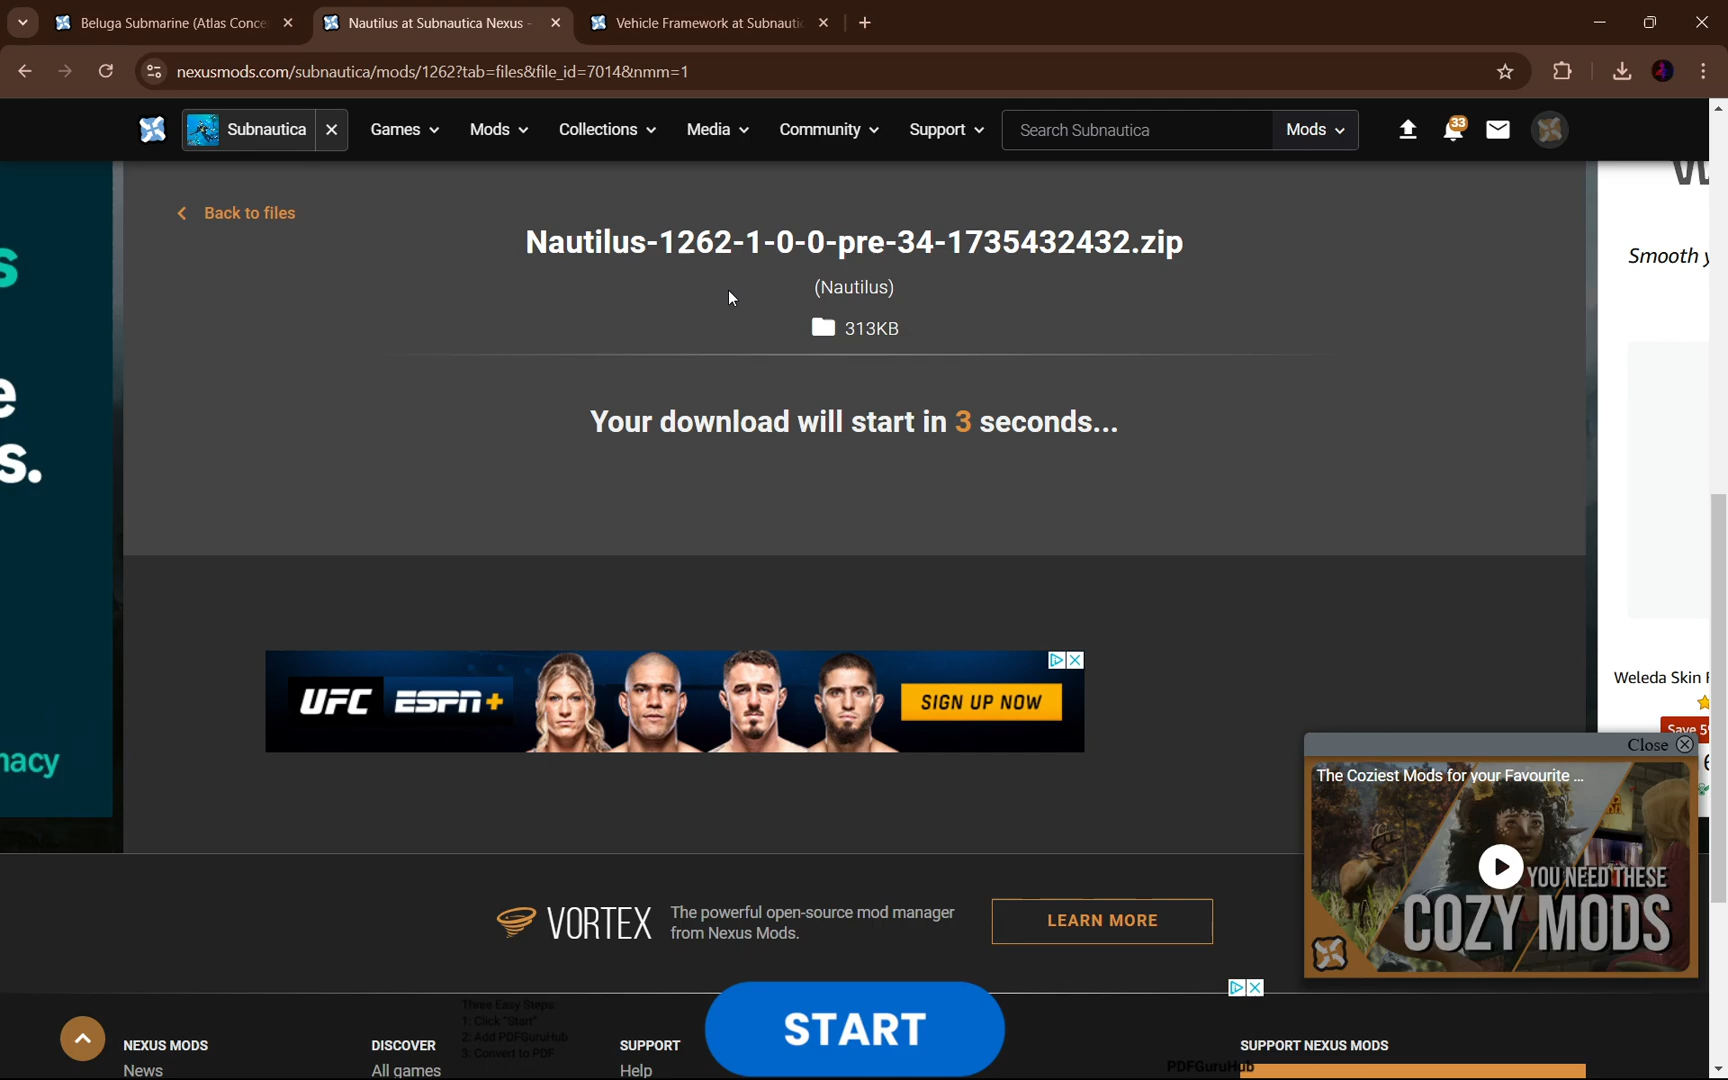 Beluga Submarine (Atlas Conce
Nautilus at Subnautica Nexus -
Vehicle Framework at Subnauti
nexusmods.com/subnautica/mods/1262?tab=files&file_id=7014&nmm=1
Subnautica
Games
Mods
Collections
Media
Community
Support
Search Subnautica
Mods
33
Back to files
Nautilus-1262-1-0-0-pre-34-1735432432.zip
(Nautilus)
313KB
Smooth y
Your download will start in 3 seconds...
s.
macy
UFC ESPN+
SIGN UP NOW
Weleda Skin F
Save 5
Close
The Coziest Mods for your Favourite ...
YOU NEED THESE
COZY MODS
VORTEX
The powerful open-source mod manager
from Nexus Mods.
LEARN MORE
Three Easy Steps:
1: Click "Start"
2: Add PDFGuruHub
3: Convert to PDF
START
PDFGuruHub
NEXUS MODS
News
DISCOVER
All games
SUPPORT
Help
SUPPORT NEXUS MODS